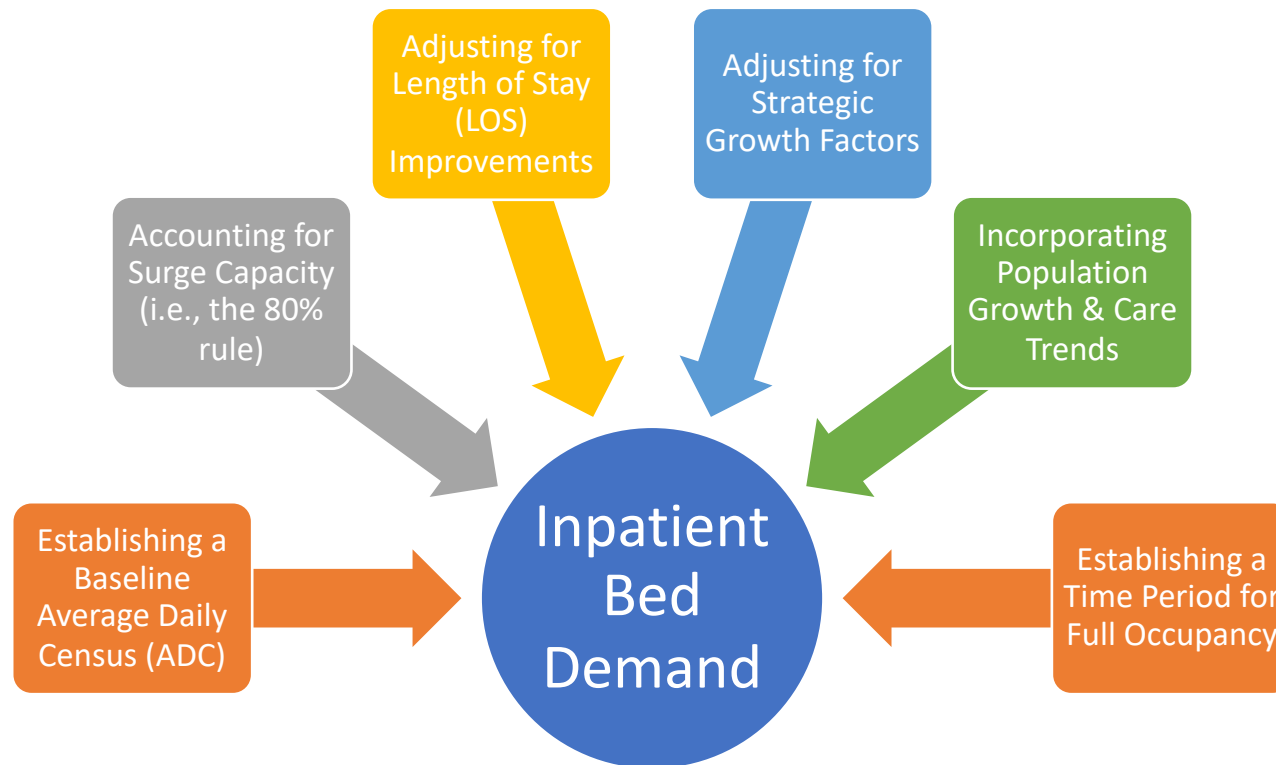 Adjusting for
Length of Stay
(LOS)
Improvements
Adjusting for
Strategic
Growth Factors
Accounting for
Surge Capacity
(i.e., the 80%
rule)
Incorporating
Population
Growth & Care
Trends
Establishing a
Baseline
Average Daily
Census (ADC)
Inpatient
Bed
Demand
Establishing a
Time Period for
Full Occupancy